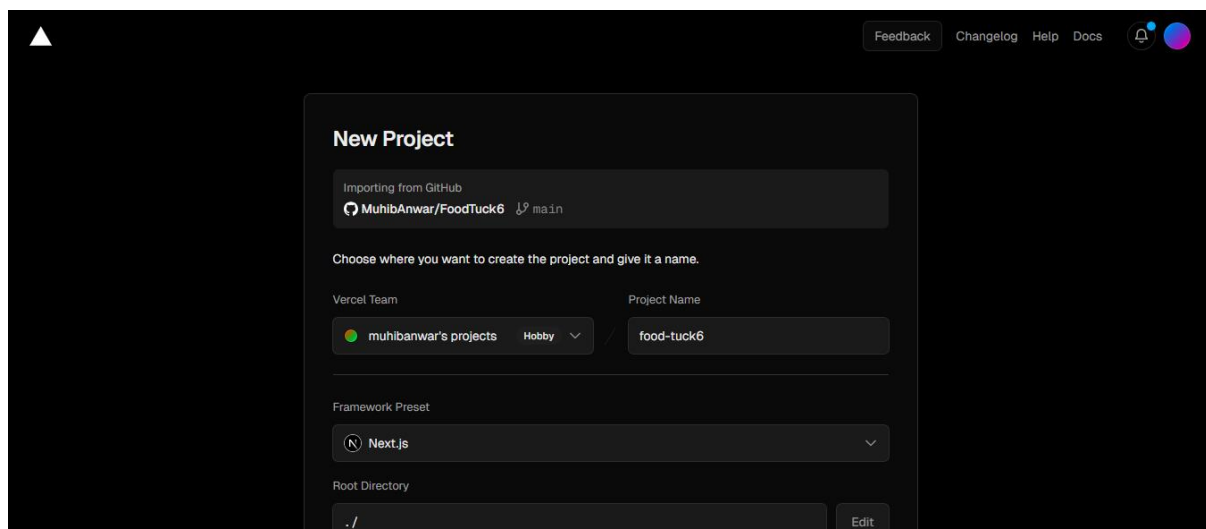 Feedback Changelog Help Docs
New Project
Importing from GitHub
MuhibAnwar/FoodTuck6 main
Choose where you want to create the project and give it a name.
Vercel Team Project Name
muhibanwar's projects Hobby food-tuck6
Framework Preset
Next.js
Root Directory
./ Edit